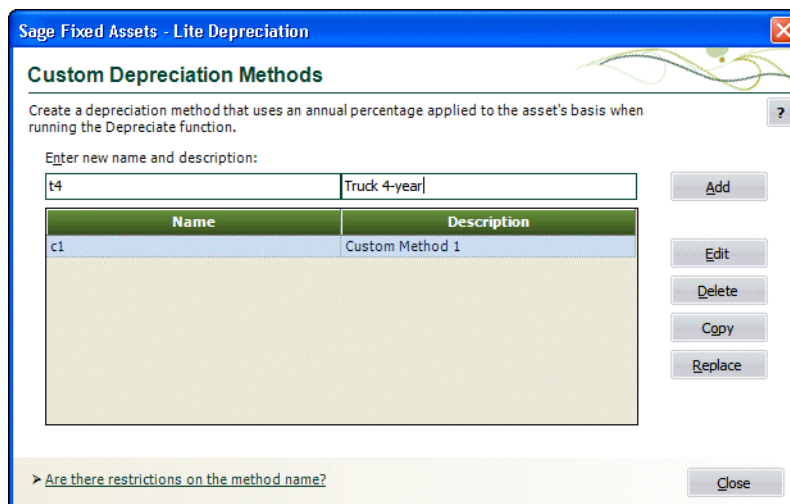 Sage Fixed Assets - Lite Depreciation
Custom Depreciation Methods
Create a depreciation method that uses an annual percentage applied to the asset's basis when
running the Depreciate function.
?
Enter new name and description:
t4 Truck 4-year
Add
Name Description
c1 Custom Method 1
Edit
Delete
Copy
Replace
➤ Are there restrictions on the method name?
Close